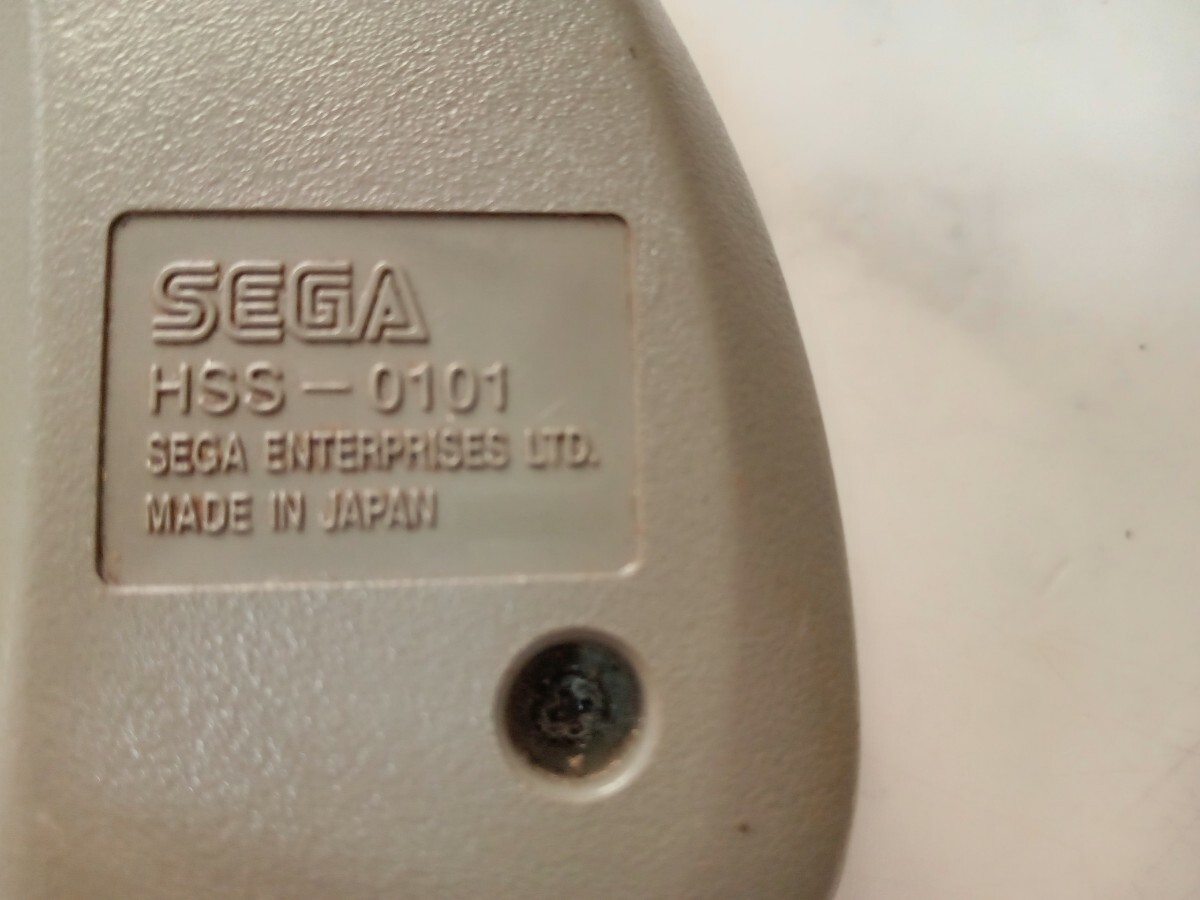 SEGA
HSS-0101
SEGA ENTERPRISES LTD.
MADE IN JAPAN